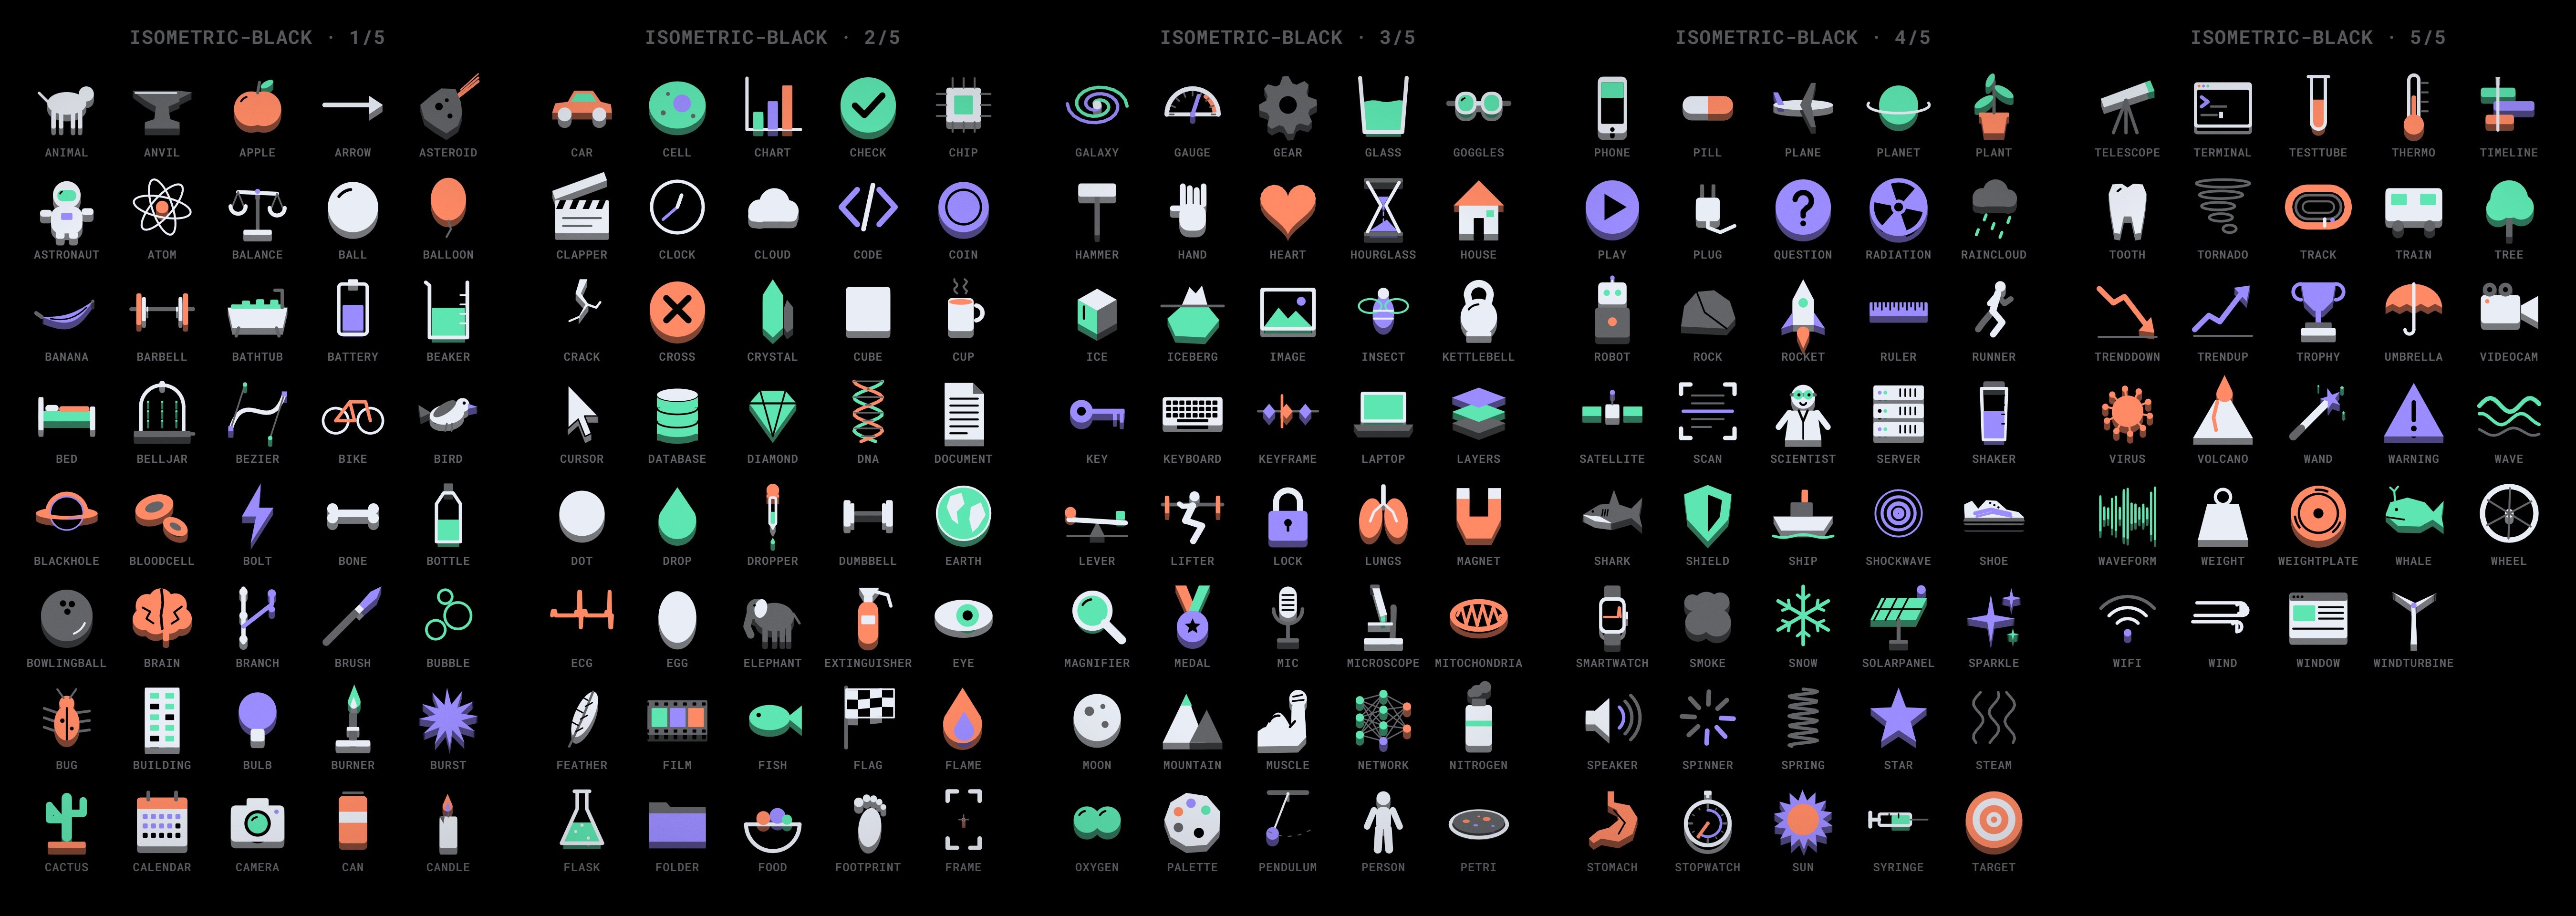 ISOMETRIC-BLACK · 1/5
ANIMAL ANVIL APPLE ARROW ASTEROID
ASTRONAUT ATOM BALANCE BALL BALLOON
BANANA BARBELL BATHTUB BATTERY BEAKER
BED BELLJAR BEZIER BIKE BIRD
BLACKHOLE BLOODCELL BOLT BONE BOTTLE
BOWLINGBALL BRAIN BRANCH BRUSH BUBBLE
BUG BUILDING BULB BURNER BURST
CACTUS CALENDAR CAMERA CAN CANDLE
ISOMETRIC-BLACK · 2/5
CAR CELL CHART CHECK CHIP
CLAPPER CLOCK CLOUD CODE COIN
CRACK CROSS CRYSTAL CUBE CUP
CURSOR DATABASE DIAMOND DNA DOCUMENT
DOT DROP DROPPER DUMBBELL EARTH
ECG EGG ELEPHANT EXTINGUISHER EYE
FEATHER FILM FISH FLAG FLAME
FLASK FOLDER FOOD FOOTPRINT FRAME
ISOMETRIC-BLACK · 3/5
GALAXY GAUGE GEAR GLASS GOGGLES
HAMMER HAND HEART HOURGLASS HOUSE
ICE ICEBERG IMAGE INSECT KETTLEBELL
KEY KEYBOARD KEYFRAME LAPTOP LAYERS
LEVER LIFTER LOCK LUNGS MAGNET
MAGNIFIER MEDAL MIC MICROSCOPE MITOCHONDRIA
MOON MOUNTAIN MUSCLE NETWORK NITROGEN
OXYGEN PALETTE PENDULUM PERSON PETRI
ISOMETRIC-BLACK · 4/5
PHONE PILL PLANE PLANET PLANT
PLAY PLUG QUESTION RADIATION RAINCLOUD
ROBOT ROCK ROCKET RULER RUNNER
SATELLITE SCAN SCIENTIST SERVER SHAKER
SHARK SHIELD SHIP SHOCKWAVE SHOE
SMARTWATCH SMOKE SNOW SOLARPANEL SPARKLE
SPEAKER SPINNER SPRING STAR STEAM
STOMACH STOPWATCH SUN SYRINGE TARGET
ISOMETRIC-BLACK · 5/5
TELESCOPE TERMINAL TESTTUBE THERMO TIMELINE
TOOTH TORNADO TRACK TRAIN TREE
TRENDDOWN TRENDUP TROPHY UMBRELLA VIDEOCAM
VIRUS VOLCANO WAND WARNING WAVE
WAVEFORM WEIGHT WEIGHTPLATE WHALE WHEEL
WIFI WIND WINDOW WINDTURBINE